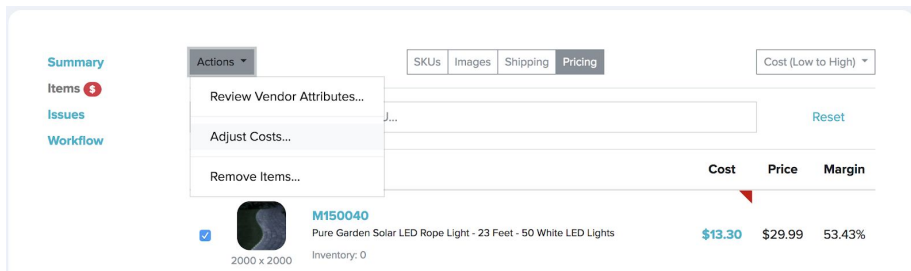 Summary
Items $
Issues
Workflow
Actions
SKUs Images Shipping Pricing
Cost (Low to High)
Review Vendor Attributes...
Adjust Costs...
Remove Items...
U...
Reset
Cost Price Margin
M150040
Pure Garden Solar LED Rope Light - 23 Feet - 50 White LED Lights
Inventory: 0
2000 x 2000
$13.30 $29.99 53.43%